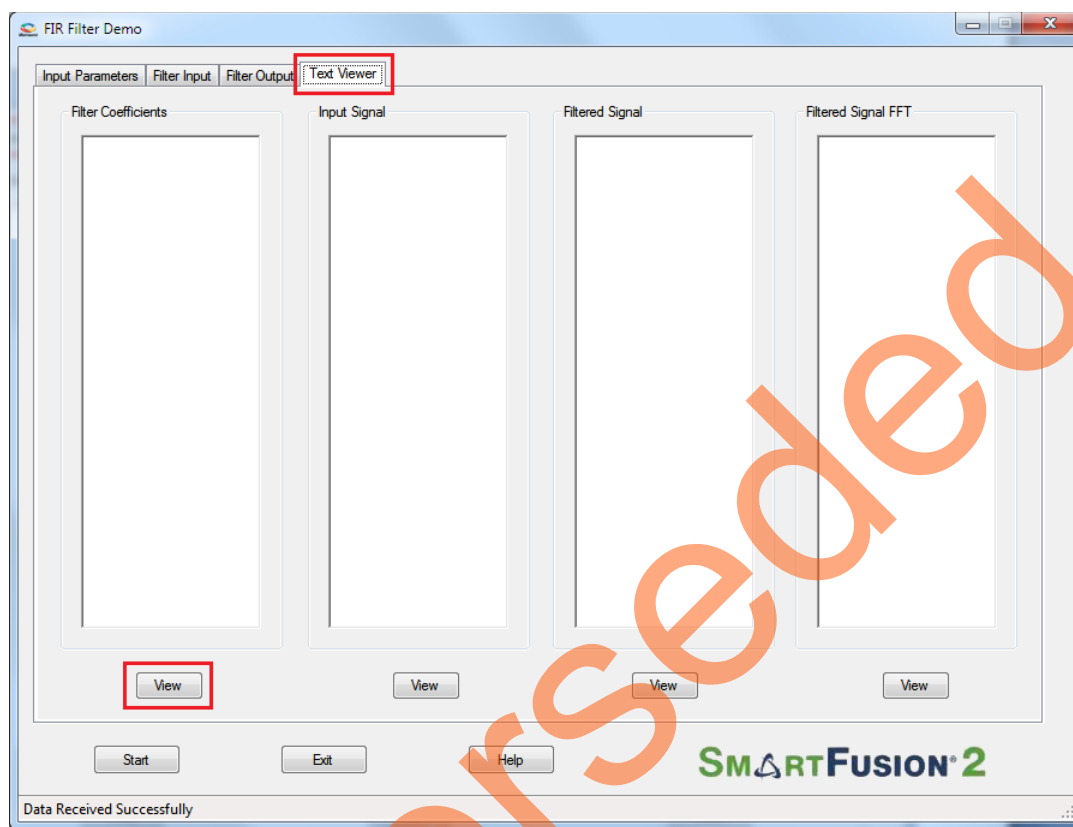 FIR Filter Demo
Input Parameters Filter Input Filter Output Text Viewer
Filter Coefficients Input Signal Filtered Signal Filtered Signal FFT
View View View View
Start Exit Help SMARTFUSION® 2
Data Received Successfully
erseded